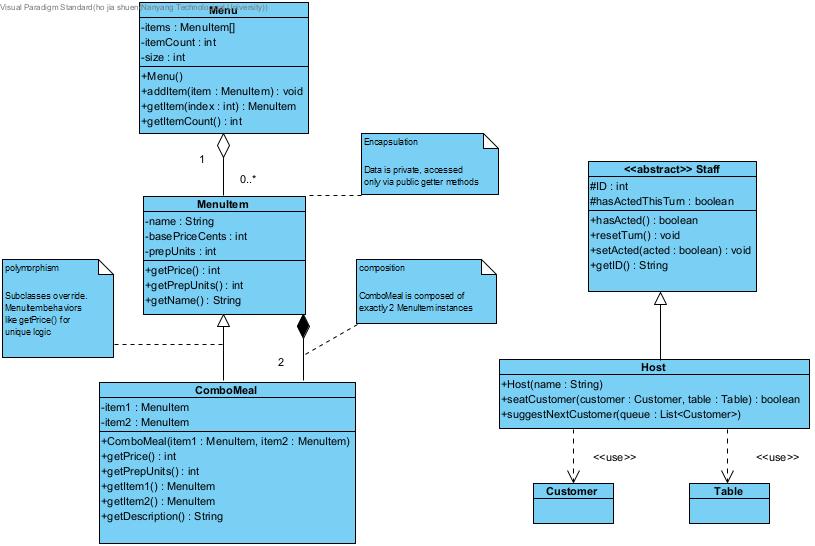 Visual Paradigm Standard(ho jia shuen(Nanyang Technological University))
Menu
-items : MenuItem[]
-itemCount : int
-size : int
+Menu()
+addItem(item : MenuItem) : void
+getItem(index : int) : MenuItem
+getItemCount() : int
1
0..*
Encapsulation
Data is private, accessed
only via public getter methods
MenuItem
-name : String
-basePriceCents : int
-prepUnits : int
+getPrice() : int
+getPrepUnits() : int
+getName() : String
polymorphism
Subclasses override.
MenuItembehaviors
like getPrice() for
unique logic
composition
ComboMeal is composed of
exactly 2 MenuItem instances
2
ComboMeal
-item1 : MenuItem
-item2 : MenuItem
+ComboMeal(item1 : MenuItem, item2 : MenuItem)
+getPrice() : int
+getPrepUnits() : int
+getItem1() : MenuItem
+getItem2() : MenuItem
+getDescription() : String
<<abstract>> Staff
#ID : int
#hasActedThisTurn : boolean
+hasActed() : boolean
+resetTurn() : void
+setActed(acted : boolean) : void
+getID() : String
Host
+Host(name : String)
+seatCustomer(customer : Customer, table : Table) : boolean
+suggestNextCustomer(queue : List<Customer>)
<<use>>
<<use>>
Customer
Table